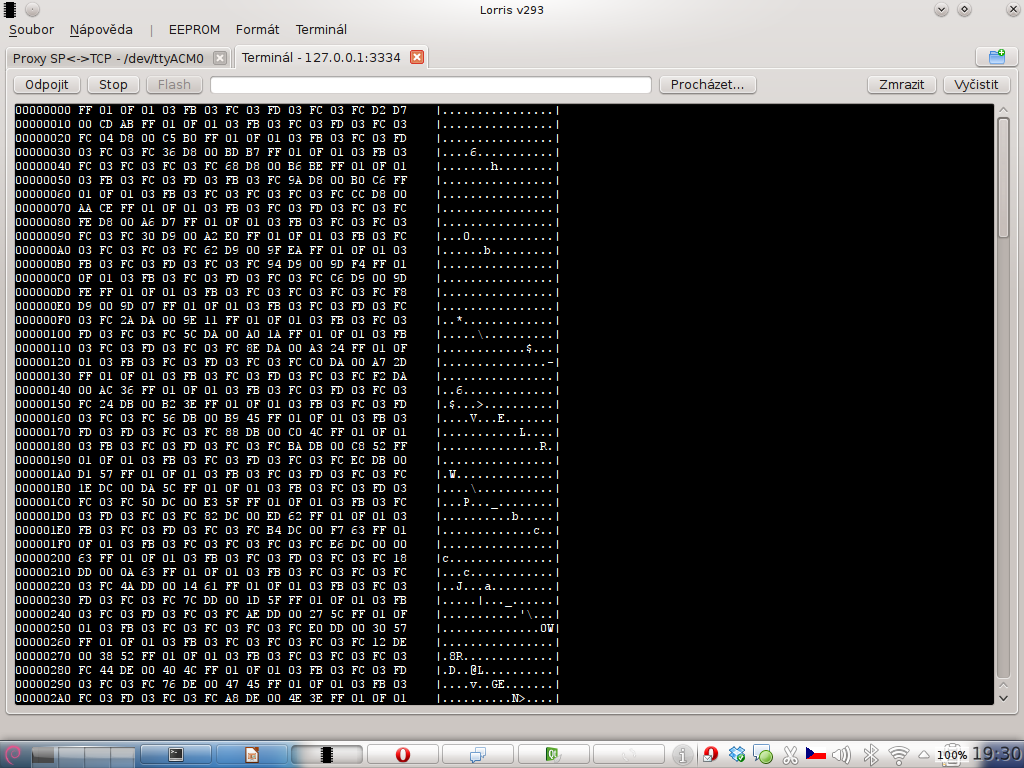 Lorris v293
Soubor Nápověda | EEPROM Formát Terminál
Proxy SP<->TCP - /dev/ttyACM0 Terminál - 127.0.0.1:3334
Odpojit Stop Flash Procházet... Zmrazit Vyčistit
00000000 FF 01 0F 01 03 FB 03 FC 03 FD 03 FC 03 FC D2 D7 |................|
00000010 00 CD AB FF 01 0F 01 03 FB 03 FC 03 FD 03 FC 03 |................|
00000020 FC 04 D8 00 C5 B0 FF 01 0F 01 03 FB 03 FC 03 FD |................|
00000030 03 FC 03 FC 36 D8 00 BD B7 FF 01 0F 01 03 FB 03 |....6...........|
00000040 FC 03 FC 03 FC 03 FC 68 D8 00 B6 BE FF 01 0F 01 |.......h........|
00000050 03 FB 03 FC 03 FD 03 FB 03 FC 9A D8 00 B0 C6 FF |................|
00000060 01 0F 01 03 FB 03 FC 03 FC 03 FC 03 FC CC D8 00 |................|
00000070 AA CE FF 01 0F 01 03 FB 03 FC 03 FD 03 FC 03 FC |................|
00000080 FE D8 00 A6 D7 FF 01 0F 01 03 FB 03 FC 03 FC 03 |................|
00000090 FC 03 FC 30 D9 00 A2 E0 FF 01 0F 01 03 FB 03 FC |...0............|
000000A0 03 FC 03 FC 03 FC 62 D9 00 9F EA FF 01 0F 01 03 |......b.........|
000000B0 FB 03 FC 03 FD 03 FC 03 FC 94 D9 00 9D F4 FF 01 |................|
000000C0 0F 01 03 FB 03 FC 03 FD 03 FC 03 FC C6 D9 00 9D |................|
000000D0 FE FF 01 0F 01 03 FB 03 FC 03 FC 03 FC 03 FC F8 |................|
000000E0 D9 00 9D 07 FF 01 0F 01 03 FB 03 FC 03 FD 03 FC |................|
000000F0 03 FC 2A DA 00 9E 11 FF 01 0F 01 03 FB 03 FC 03 |..*.............|
00000100 FD 03 FC 03 FC 5C DA 00 A0 1A FF 01 0F 01 03 FB |.....\..........|
00000110 03 FC 03 FD 03 FC 03 FC 8E DA 00 A3 24 FF 01 0F |............$...|
00000120 01 03 FB 03 FC 03 FD 03 FC 03 FC C0 DA 00 A7 2D |...............-|
00000130 FF 01 0F 01 03 FB 03 FC 03 FD 03 FC 03 FC F2 DA |................|
00000140 00 AC 36 FF 01 0F 01 03 FB 03 FC 03 FD 03 FC 03 |..6.............|
00000150 FC 24 DB 00 B2 3E FF 01 0F 01 03 FB 03 FC 03 FD |.$...>..........|
00000160 03 FC 03 FC 56 DB 00 B9 45 FF 01 0F 01 03 FB 03 |....V...E.......|
00000170 FD 03 FD 03 FC 03 FC 88 DB 00 C0 4C FF 01 0F 01 |...........L....|
00000180 03 FB 03 FC 03 FD 03 FC 03 FC BA DB 00 C8 52 FF |..............R.|
00000190 01 0F 01 03 FB 03 FC 03 FD 03 FC 03 FC EC DB 00 |................|
000001A0 D1 57 FF 01 0F 01 03 FB 03 FC 03 FD 03 FC 03 FC |.W..............|
000001B0 1E DC 00 DA 5C FF 01 0F 01 03 FB 03 FC 03 FD 03 |....\...........|
000001C0 FC 03 FC 50 DC 00 E3 5F FF 01 0F 01 03 FB 03 FC |...P..._........|
000001D0 03 FD 03 FC 03 FC 82 DC 00 ED 62 FF 01 0F 01 03 |..........b.....|
000001E0 FB 03 FC 03 FD 03 FC 03 FC B4 DC 00 F7 63 FF 01 |.............c..|
000001F0 0F 01 03 FB 03 FC 03 FC 03 FC 03 FC E6 DC 00 00 |................|
00000200 63 FF 01 0F 01 03 FB 03 FC 03 FD 03 FC 03 FC 18 |c...............|
00000210 DD 00 0A 63 FF 01 0F 01 03 FB 03 FC 03 FC 03 FC |...c............|
00000220 03 FC 4A DD 00 14 61 FF 01 0F 01 03 FB 03 FC 03 |..J...a.........|
00000230 FD 03 FC 03 FC 7C DD 00 1D 5F FF 01 0F 01 03 FB |.....|..._......|
00000240 03 FC 03 FD 03 FC 03 FC AE DD 00 27 5C FF 01 0F |...........'\...|
00000250 01 03 FB 03 FC 03 FC 03 FC 03 FC E0 DD 00 30 57 |..............0W|
00000260 FF 01 0F 01 03 FB 03 FC 03 FC 03 FC 03 FC 12 DE |................|
00000270 00 38 52 FF 01 0F 01 03 FB 03 FC 03 FC 03 FC 03 |.8R.............|
00000280 FC 44 DE 00 40 4C FF 01 0F 01 03 FB 03 FC 03 FD |.D..@L..........|
00000290 03 FC 03 FC 76 DE 00 47 45 FF 01 0F 01 03 FB 03 |....v..GE.......|
000002A0 FC 03 FD 03 FC 03 FC A8 DE 00 4E 3E FF 01 0F 01 |..........N>....|
100% 19:30